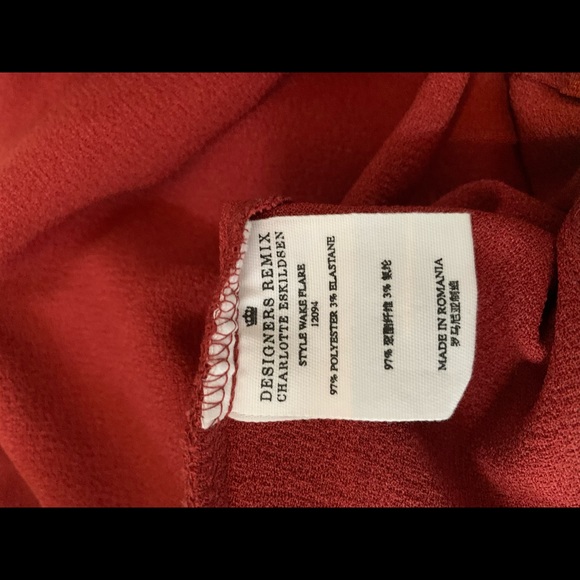 DESIGNERS REMIX
CHARLOTTE ESKILDSEN
STYLE WAKE FLARE
12094
97% POLYESTER 3% ELASTANE
97% 聚酯纤维 3% 氨纶
MADE IN ROMANIA
罗马尼亚制造